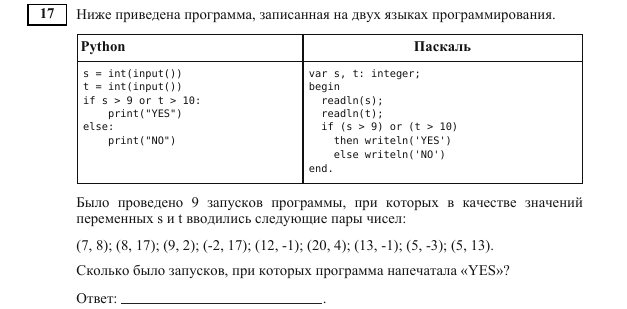 17 Ниже приведена программа, записанная на двух языках программирования.
Python Паскаль
s = int(input())
t = int(input())
if s > 9 or t > 10:
    print("YES")
else:
    print("NO")
var s, t: integer;
begin
  readln(s);
  readln(t);
  if (s > 9) or (t > 10)
    then writeln('YES')
    else writeln('NO')
end.
Было проведено 9 запусков программы, при которых в качестве значений
переменных s и t вводились следующие пары чисел:
(7, 8); (8, 17); (9, 2); (-2, 17); (12, -1); (20, 4); (13, -1); (5, -3); (5, 13).
Сколько было запусков, при которых программа напечатала «YES»?
Ответ: ____________________.